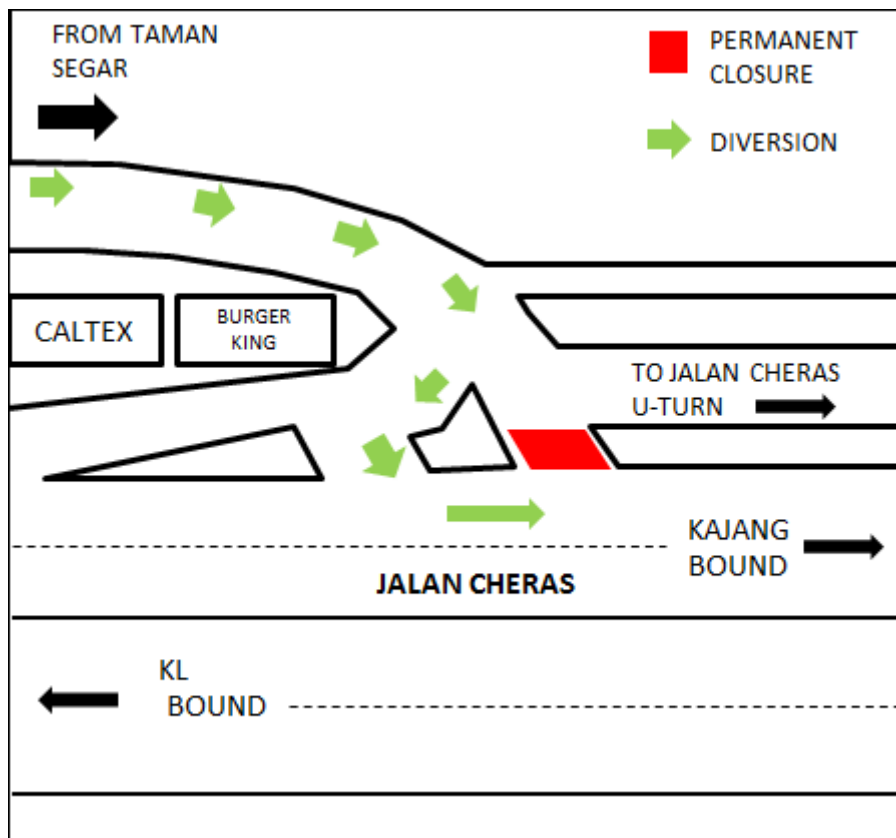 FROM TAMAN
SEGAR
PERMANENT
CLOSURE
DIVERSION
CALTEX
BURGER
KING
TO JALAN CHERAS
U-TURN
KAJANG
BOUND
JALAN CHERAS
KL
BOUND